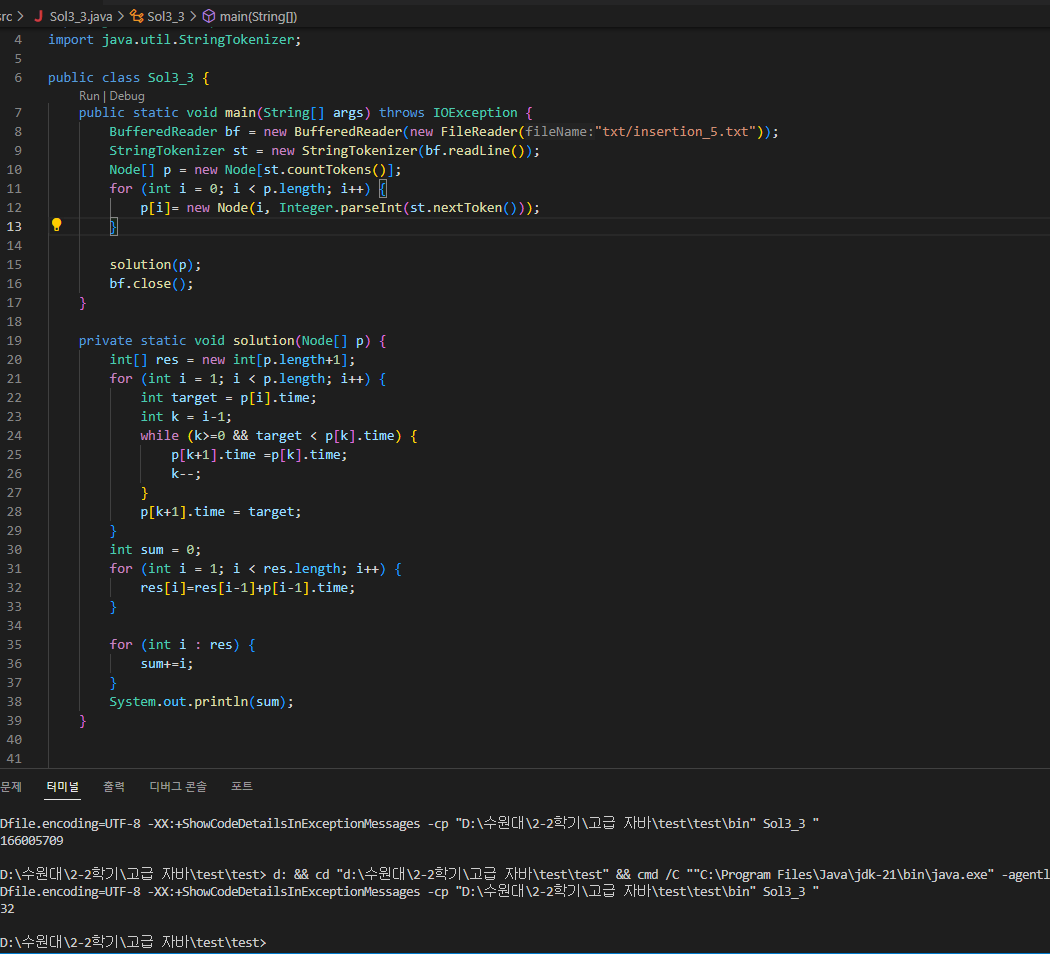 rc > J Sol3_3.java > Sol3_3 > main(String[])
4 import java.util.StringTokenizer;
5
6 public class Sol3_3 {
Run | Debug
7 public static void main(String[] args) throws IOException {
8 BufferedReader bf = new BufferedReader(new FileReader(fileName:"txt/insertion_5.txt"));
9 StringTokenizer st = new StringTokenizer(bf.readLine());
10 Node[] p = new Node[st.countTokens()];
11 for (int i = 0; i < p.length; i++) {
12 p[i]= new Node(i, Integer.parseInt(st.nextToken()));
13 }
14
15 solution(p);
16 bf.close();
17 }
18
19 private static void solution(Node[] p) {
20 int[] res = new int[p.length+1];
21 for (int i = 1; i < p.length; i++) {
22 int target = p[i].time;
23 int k = i-1;
24 while (k>=0 && target < p[k].time) {
25 p[k+1].time =p[k].time;
26 k--;
27 }
28 p[k+1].time = target;
29 }
30 int sum = 0;
31 for (int i = 1; i < res.length; i++) {
32 res[i]=res[i-1]+p[i-1].time;
33 }
34
35 for (int i : res) {
36 sum+=i;
37 }
38 System.out.println(sum);
39 }
40
41
문제 터미널 출력 디버그 콘솔 포트
Dfile.encoding=UTF-8 -XX:+ShowCodeDetailsInExceptionMessages -cp "D:\수원대\2-2학기\고급 자바\test\test\bin" Sol3_3 "
166005709
D:\수원대\2-2학기\고급 자바\test\test> d: && cd "d:\수원대\2-2학기\고급 자바\test\test" && cmd /C ""C:\Program Files\Java\jdk-21\bin\java.exe" -agentl
Dfile.encoding=UTF-8 -XX:+ShowCodeDetailsInExceptionMessages -cp "D:\수원대\2-2학기\고급 자바\test\test\bin" Sol3_3 "
32
D:\수원대\2-2학기\고급 자바\test\test>